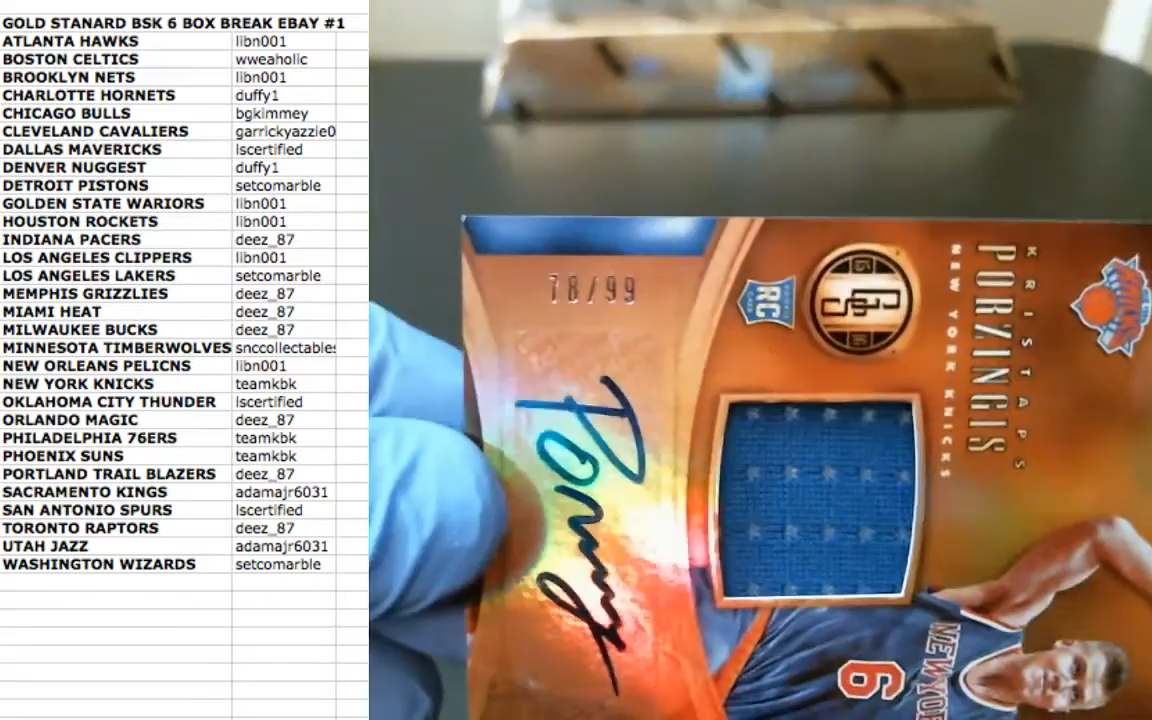 GOLD STANARD BSK 6 BOX BREAK EBAY #1
ATLANTA HAWKS libn001
BOSTON CELTICS wweaholic
BROOKLYN NETS libn001
CHARLOTTE HORNETS duffy1
CHICAGO BULLS bgkimmey
CLEVELAND CAVALIERS garrickyazzie0
DALLAS MAVERICKS lscertified
DENVER NUGGEST duffy1
DETROIT PISTONS setcomarble
GOLDEN STATE WARIORS libn001
HOUSTON ROCKETS libn001
INDIANA PACERS deez_87
LOS ANGELES CLIPPERS libn001
LOS ANGELES LAKERS setcomarble
MEMPHIS GRIZZLIES deez_87
MIAMI HEAT deez_87
MILWAUKEE BUCKS deez_87
MINNESOTA TIMBERWOLVES snccollectables
NEW ORLEANS PELICNS libn001
NEW YORK KNICKS teamkbk
OKLAHOMA CITY THUNDER lscertified
ORLANDO MAGIC deez_87
PHILADELPHIA 76ERS teamkbk
PHOENIX SUNS teamkbk
PORTLAND TRAIL BLAZERS deez_87
SACRAMENTO KINGS adamajr6031
SAN ANTONIO SPURS lscertified
TORONTO RAPTORS deez_87
UTAH JAZZ adamajr6031
WASHINGTON WIZARDS setcomarble
KRISTAPS
PORZINGIS
NEW YORK KNICKS
RC
GS
78/99
NEW YOR
6